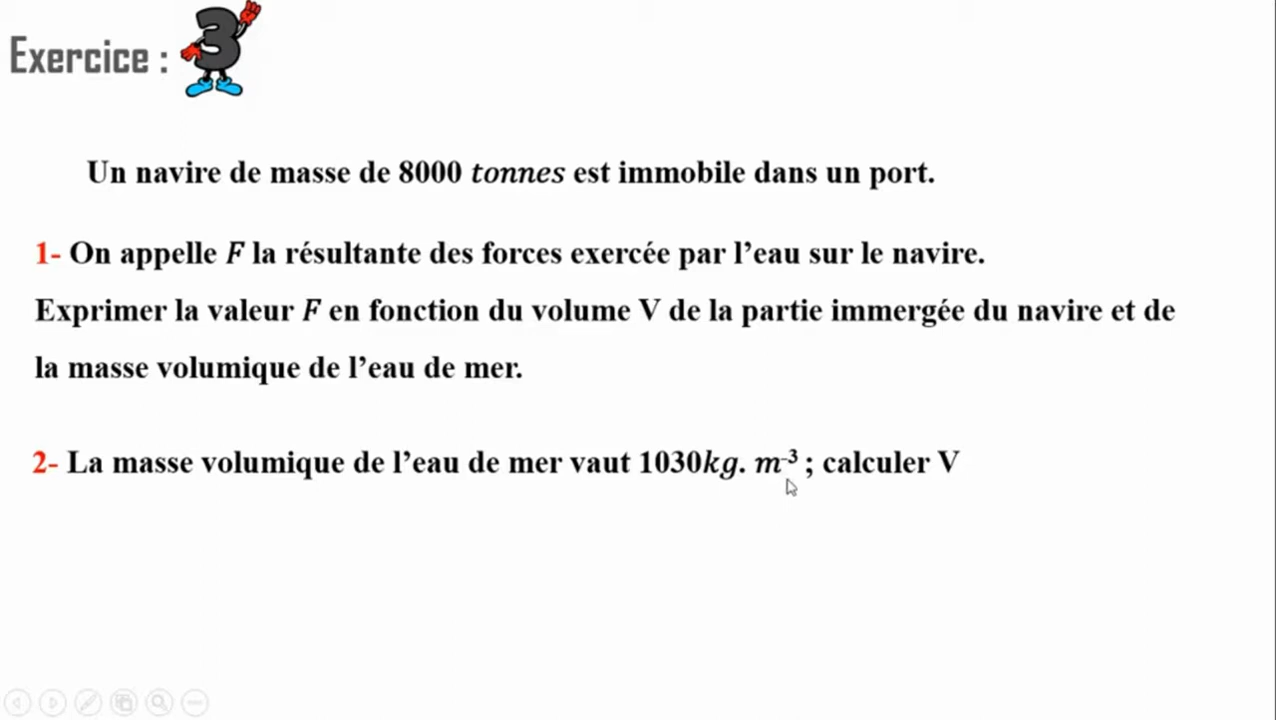 Exercice : 3
Un navire de masse de 8000 tonnes est immobile dans un port.
1- On appelle F la résultante des forces exercée par l’eau sur le navire.
Exprimer la valeur F en fonction du volume V de la partie immergée du navire et de
la masse volumique de l’eau de mer.
2- La masse volumique de l’eau de mer vaut 1030kg. m⁻³ ; calculer V